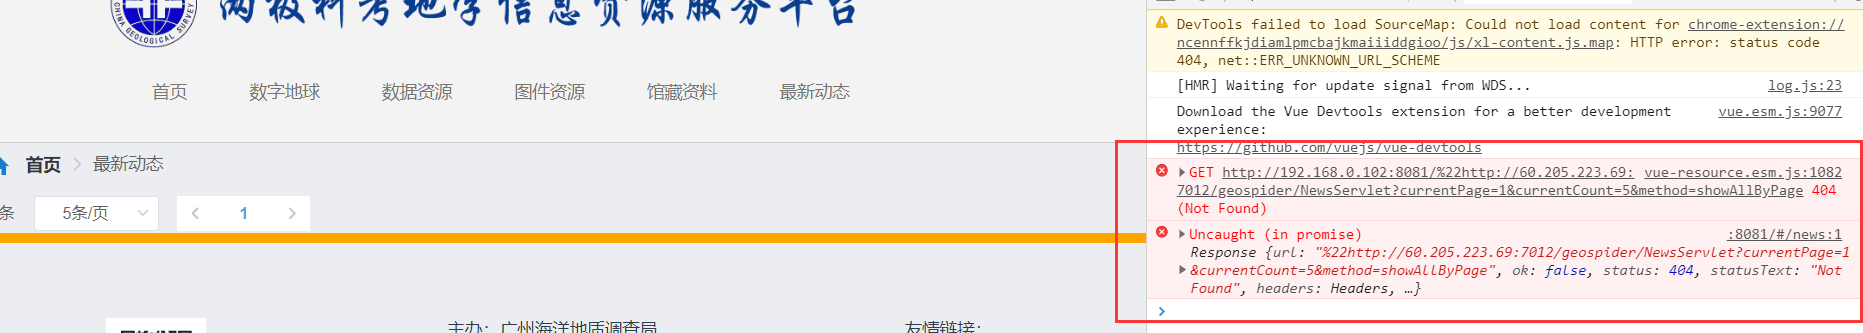 两极科考地学信息资源服务平台
CHINA GEOLOGICAL SURVEY
首页 数字地球 数据资源 图件资源 馆藏资料 最新动态
首页 > 最新动态
条 5条/页 1
主办：广州海洋地质调查局 友情链接：
DevTools failed to load SourceMap: Could not load content for chrome-extension://
ncennffkjdiamlpmcbajkmaiiiddgioo/js/xl-content.js.map: HTTP error: status code
404, net::ERR_UNKNOWN_URL_SCHEME
[HMR] Waiting for update signal from WDS... log.js:23
Download the Vue Devtools extension for a better development vue.esm.js:9077
experience:
https://github.com/vuejs/vue-devtools
GET http://192.168.0.102:8081/%22http://60.205.223.69: vue-resource.esm.js:1082
7012/geospider/NewsServlet?currentPage=1&currentCount=5&method=showAllByPage 404
(Not Found)
Uncaught (in promise) :8081/#/news:1
Response {url: "%22http://60.205.223.69:7012/geospider/NewsServlet?currentPage=1
&currentCount=5&method=showAllByPage", ok: false, status: 404, statusText: "Not
Found", headers: Headers, …}